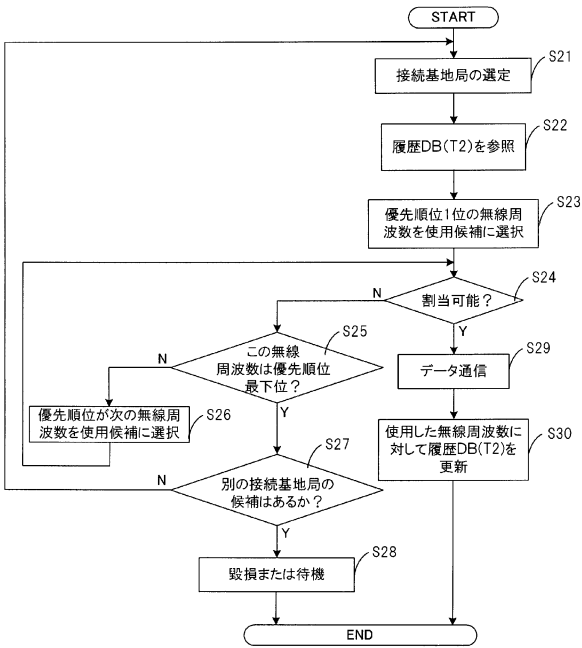 START
S21
接続基地局の選定
S22
履歴DB(T2)を参照
S23
優先順位1位の無線周
波数を使用候補に選択
S24
割当可能？
N
Y
S25
この無線
周波数は優先順位
最下位？
N
Y
S29
データ通信
S26
優先順位が次の無線周
波数を使用候補に選択
S30
使用した無線周波数に
対して履歴DB(T2)を
更新
S27
別の接続基地局の
候補はあるか？
N
Y
S28
毀損または待機
END